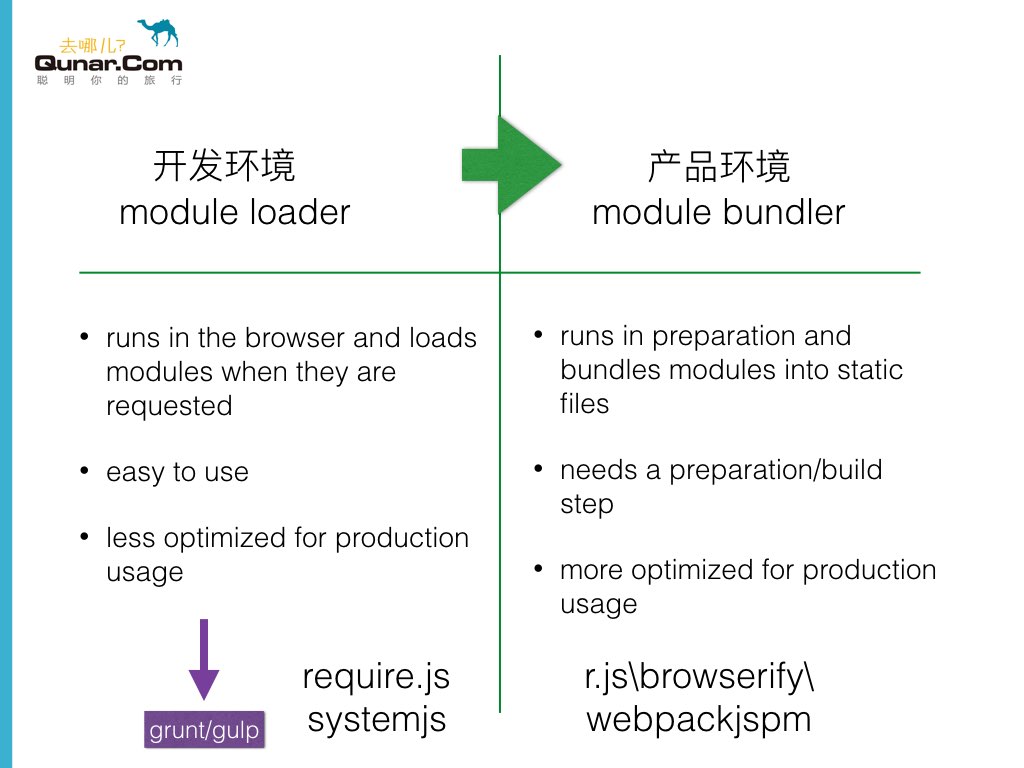 去哪儿?
Qunar.Com
聪明你的旅行
开发环境
module loader
产品环境
module bundler
• runs in the browser and loads
modules when they are
requested
• easy to use
• less optimized for production
usage
grunt/gulp
require.js
systemjs
• runs in preparation and
bundles modules into static
files
• needs a preparation/build
step
• more optimized for production
usage
r.js\browserify\
webpackjspm